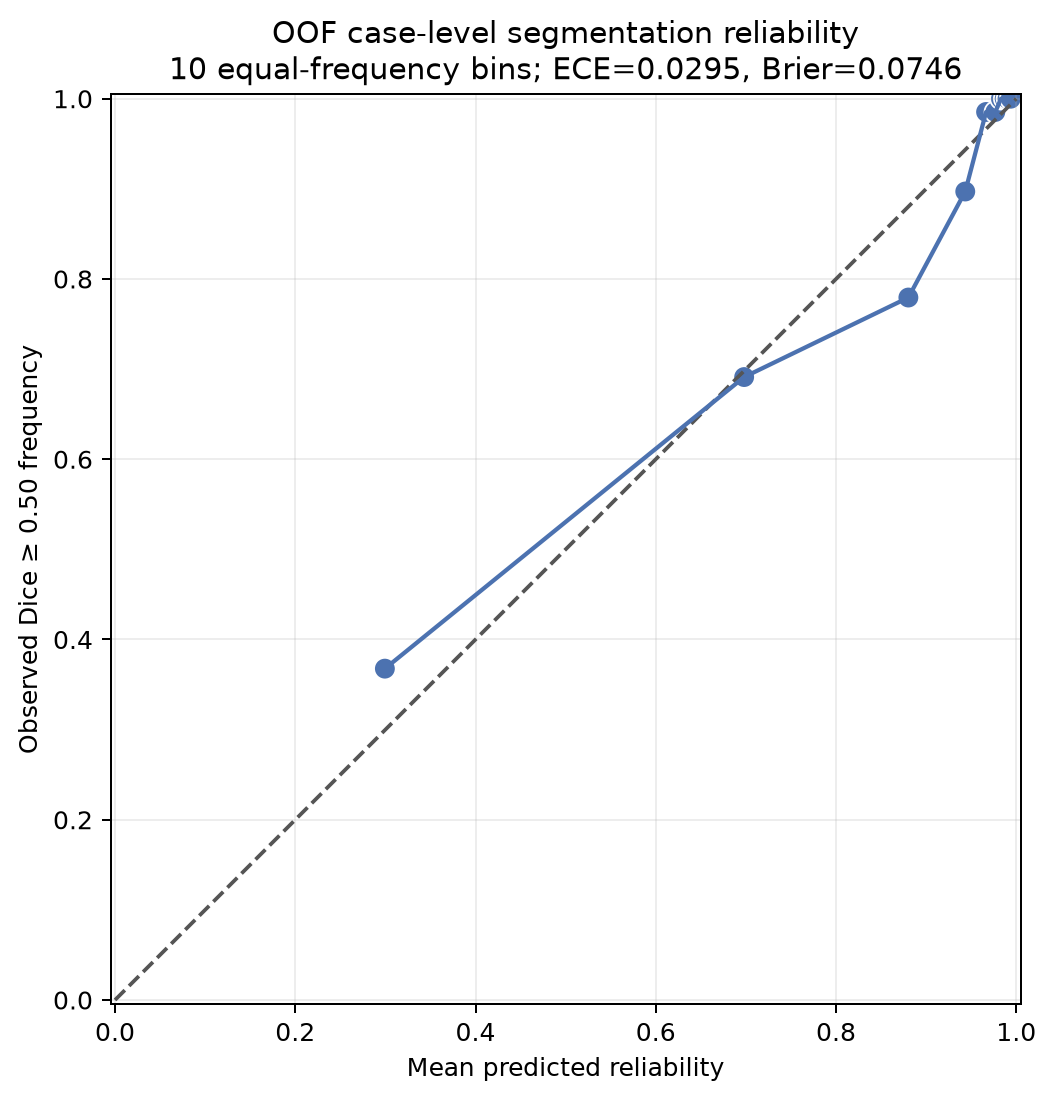 OOF case-level segmentation reliability
10 equal-frequency bins; ECE=0.0295, Brier=0.0746
1.0
0.8
0.6
0.4
0.2
0.0
Observed Dice ≥ 0.50 frequency
0.0 0.2 0.4 0.6 0.8 1.0
Mean predicted reliability